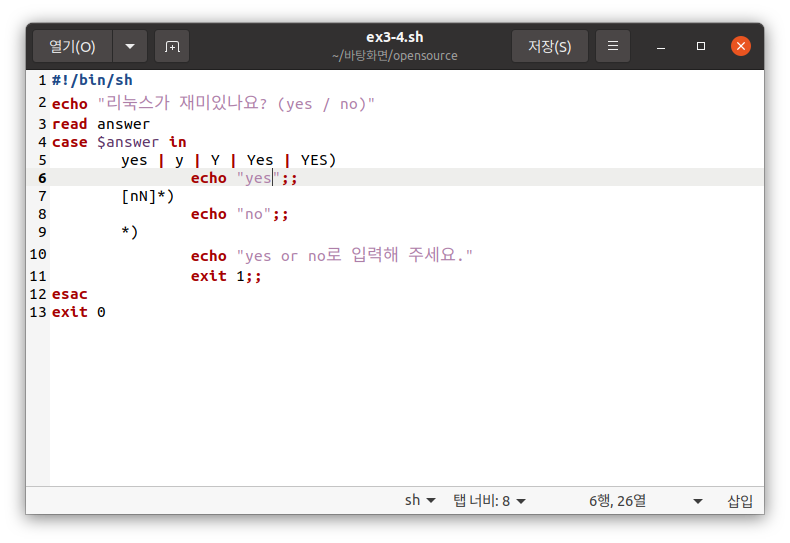 열기(O)
ex3-4.sh
~/바탕화면/opensource
저장(S)
1 #!/bin/sh
2 echo "리눅스가 재미있나요? (yes / no)"
3 read answer
4 case $answer in
5 yes | y | Y | Yes | YES)
6 echo "yes";;
7 [nN]*)
8 echo "no";;
9 *)
10 echo "yes or no로 입력해 주세요."
11 exit 1;;
12 esac
13 exit 0
sh 탭 너비: 8 6행, 26열 삽입